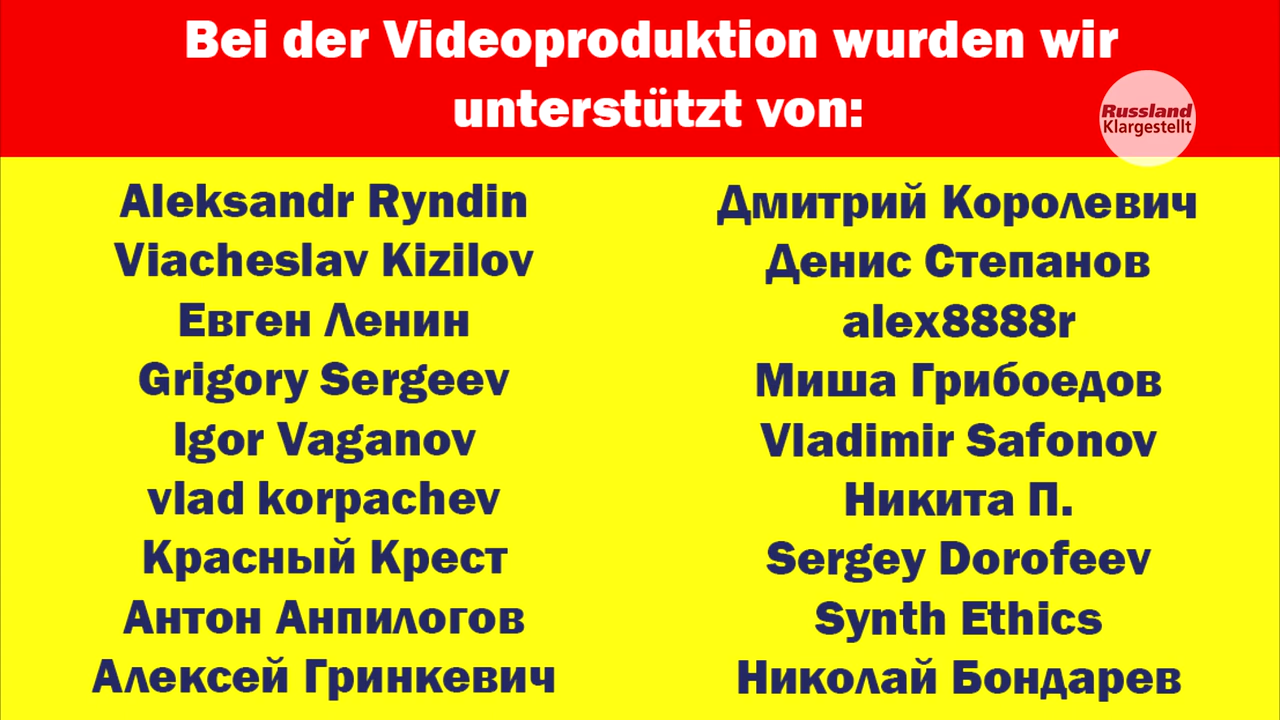 Bei der Videoproduktion wurden wir
unterstützt von:
Russland
Klargestellt
Aleksandr Ryndin
Viacheslav Kizilov
Евген Ленин
Grigory Sergeev
Igor Vaganov
vlad korpachev
Красный Крест
Антон Анпилогов
Алексей Гринкевич
Дмитрий Королевич
Денис Степанов
alex8888r
Миша Грибоедов
Vladimir Safonov
Никита П.
Sergey Dorofeev
Synth Ethics
Николай Бондарев